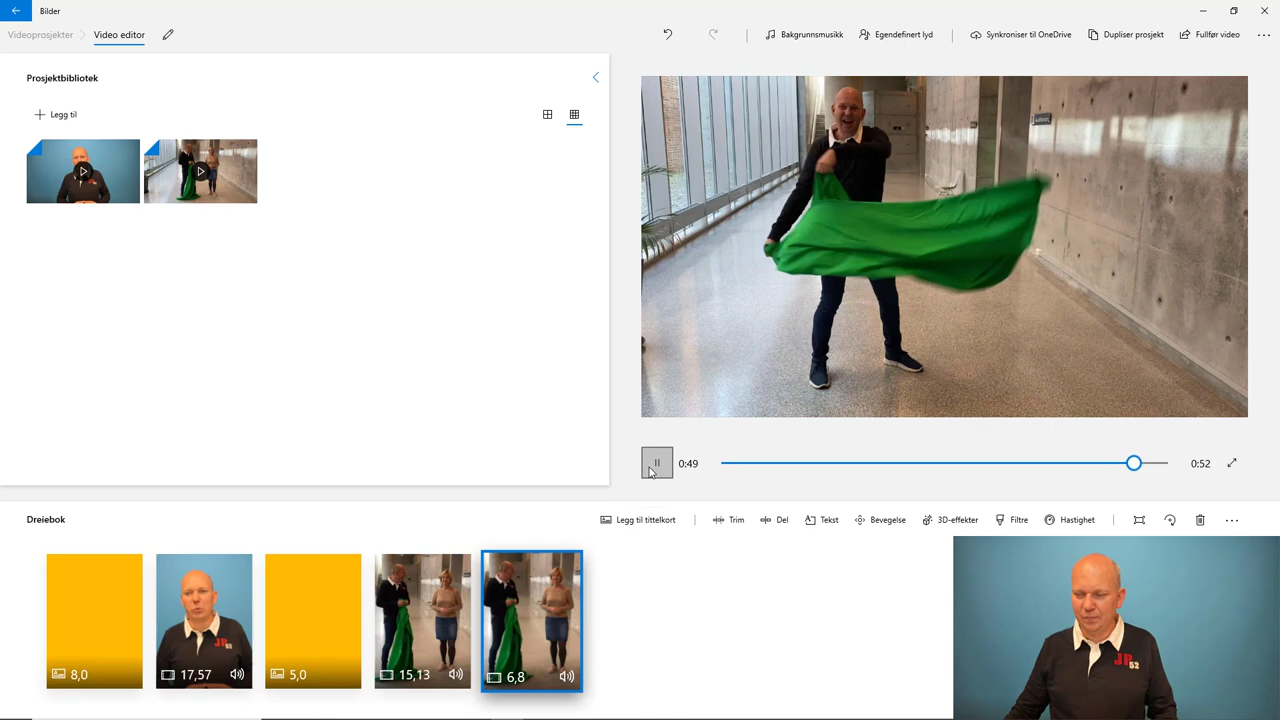 Bilder
Videoprosjekter
Video editor
Bakgrunnsmusikk
Egendefinert lyd
Synkroniser til OneDrive
Dupliser prosjekt
Fullfør video
Prosjektbibliotek
Legg til
0:49
0:52
Dreiebok
Legg til tittelkort
Trim
Del
Tekst
Bevegelse
3D-effekter
Filtre
Hastighet
8,0
17,57
5,0
15,13
6,8
JP
52